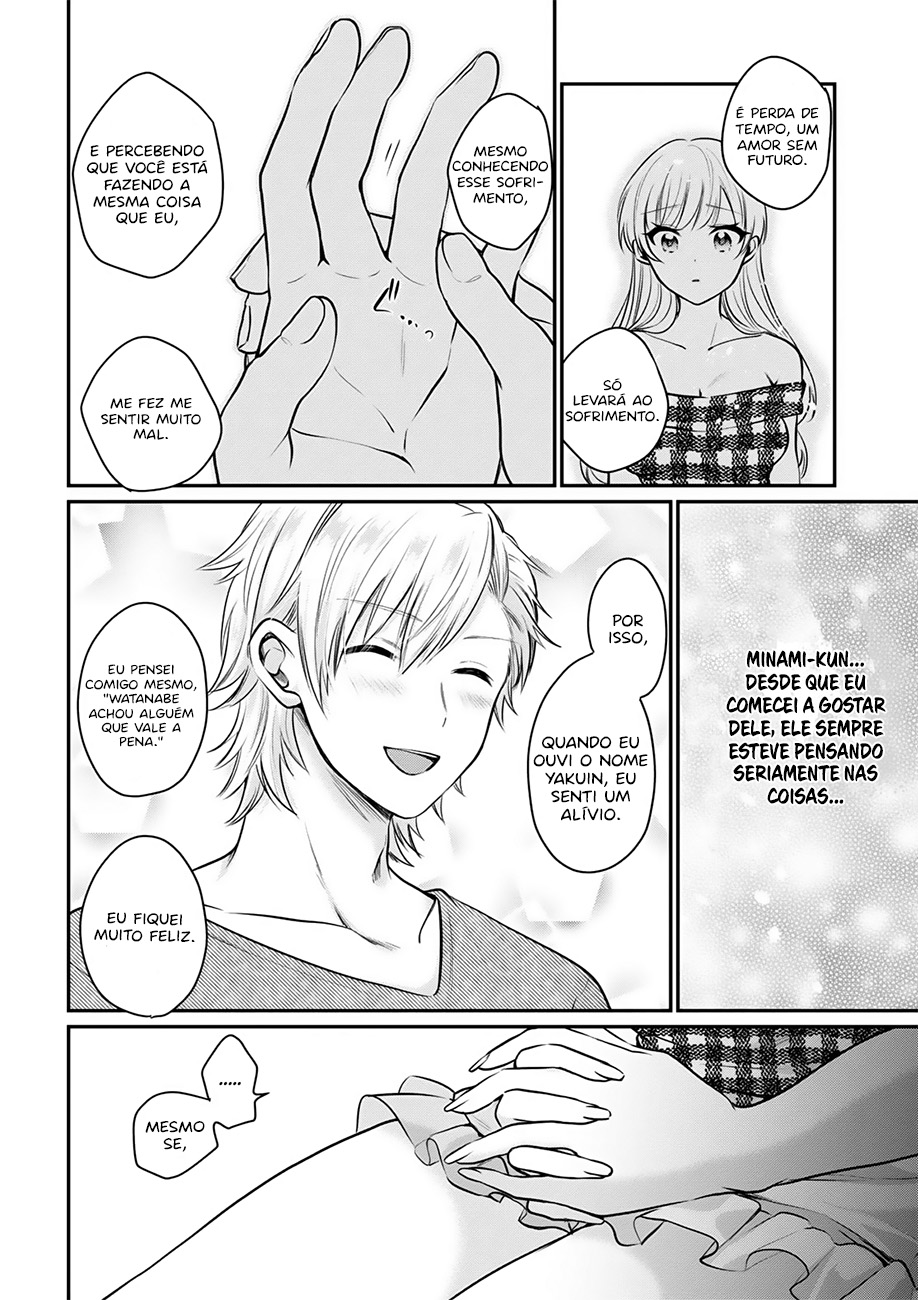 É PERDA DE
TEMPO, UM
AMOR SEM
FUTURO.
SÓ
LEVARÁ AO
SOFRIMENTO.
MESMO
CONHECENDO
ESSE SOFRI-
MENTO,
E PERCEBENDO
QUE VOCÊ ESTÁ
FAZENDO A
MESMA COISA
QUE EU,
ME FEZ ME
SENTIR MUITO
MAL.
MINAMI-KUN...
DESDE QUE EU
COMECEI A GOSTAR
DELE, ELE SEMPRE
ESTEVE PENSANDO
SERIAMENTE NAS
COISAS...
POR
ISSO,
QUANDO EU
OUVI O NOME
YAKUIN, EU
SENTI UM
ALÍVIO.
EU PENSEI
COMIGO MESMO,
"WATANABE
ACHOU ALGUÉM
QUE VALE A
PENA."
EU FIQUEI
MUITO FELIZ.
.....
MESMO
SE,